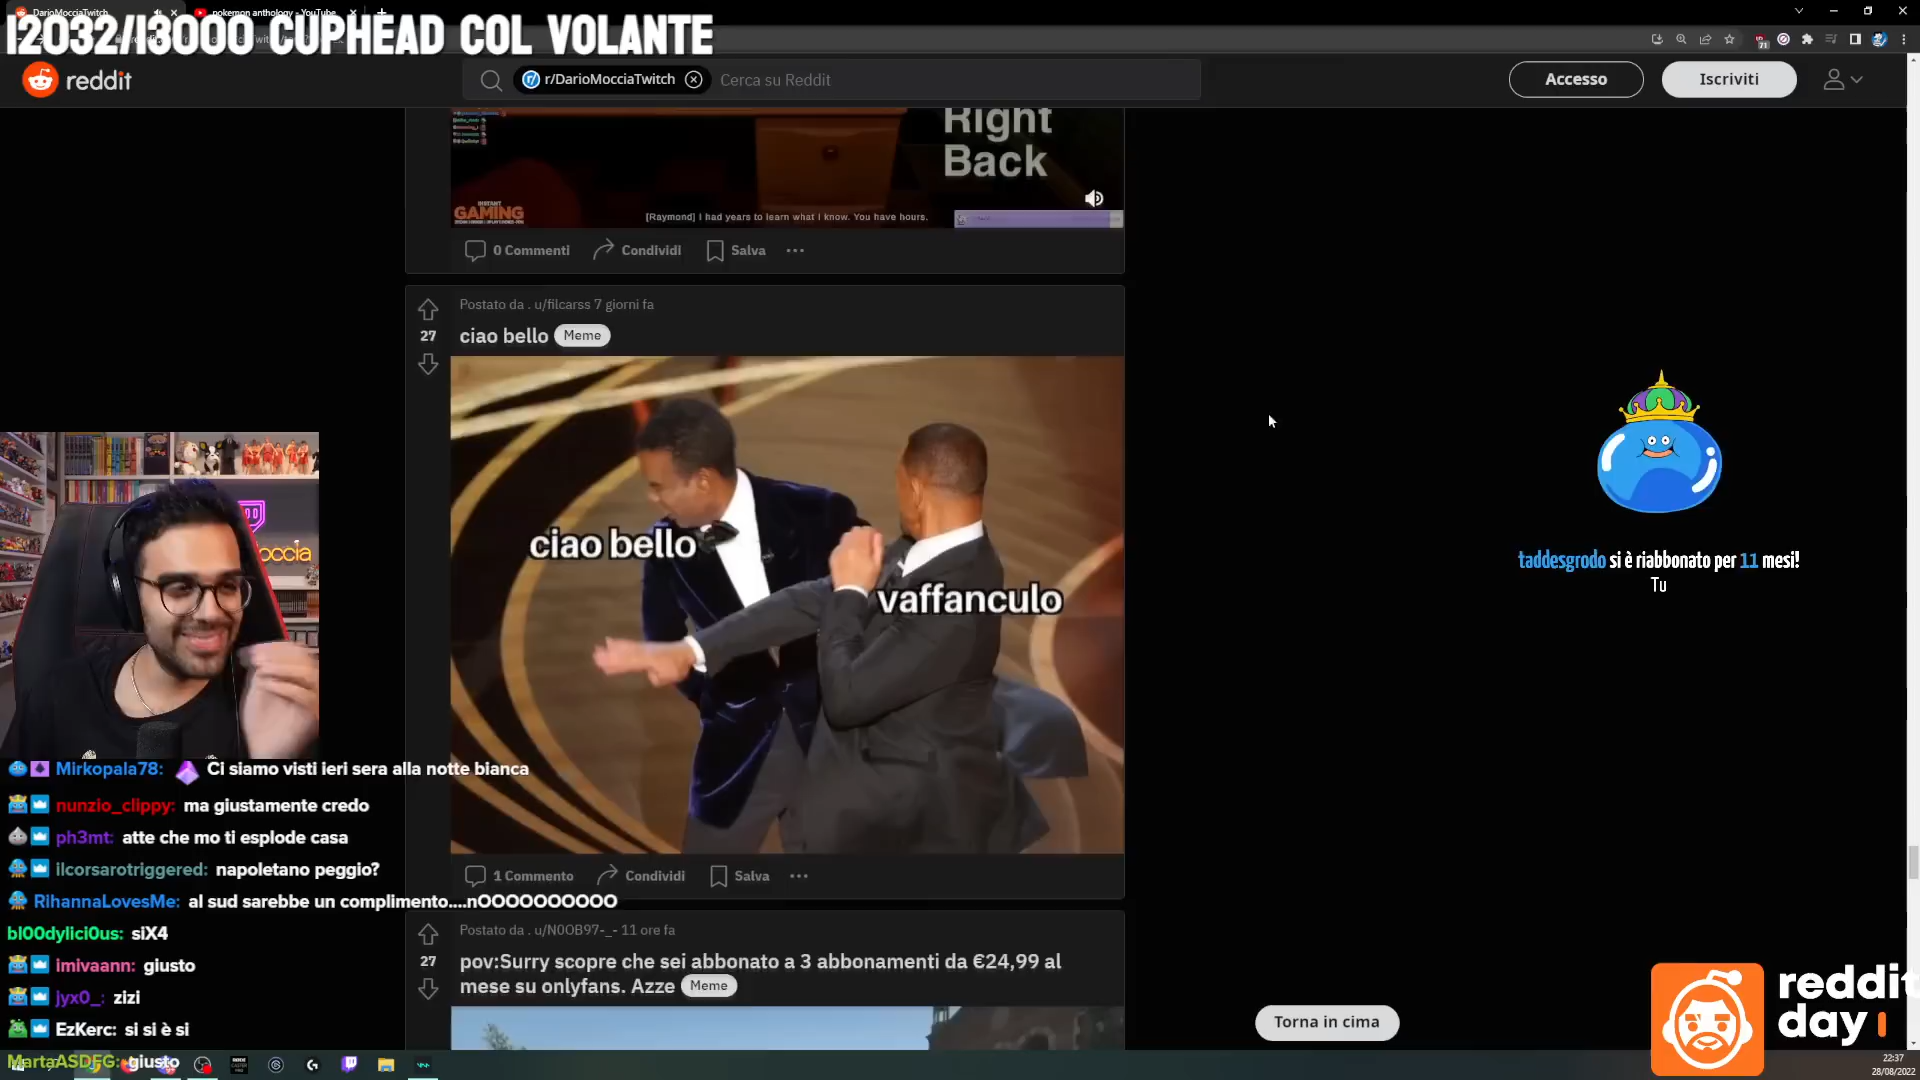 DarioMocciaTwitch
pokemon anthology - YouTube
12032/13000 CUPHEAD COL VOLANTE
reddit
r/DarioMocciaTwitch
Cerca su Reddit
Accesso
Iscriviti
Right
Back
INSTANT
GAMING
[Raymond] I had years to learn what I know. You have hours.
0 Commenti
Condividi
Salva
Postato da . u/filcarss 7 giorni fa
27
ciao bello
Meme
ciao bello
vaffanculo
1 Commento
Condividi
Salva
Postato da . u/N0OB97-_- 11 ore fa
27
pov:Surry scopre che sei abbonato a 3 abbonamenti da €24,99 al
mese su onlyfans. Azze
Meme
occia
Mirkopala78: Ci siamo visti ieri sera alla notte bianca
nunzio_clippy: ma giustamente credo
ph3mt: atte che mo ti esplode casa
ilcorsarotriggered: napoletano peggio?
RihannaLovesMe: al sud sarebbe un complimento....nOOOOOOOOOO
bl00dylici0us: siX4
imivaann: giusto
jyx0_: zizi
EzKerc: si si è si
MartaASDFG: giusto
taddesgrodo si è riabbonato per 11 mesi!
Tu
Torna in cima
reddit
day
22:37
28/08/2022